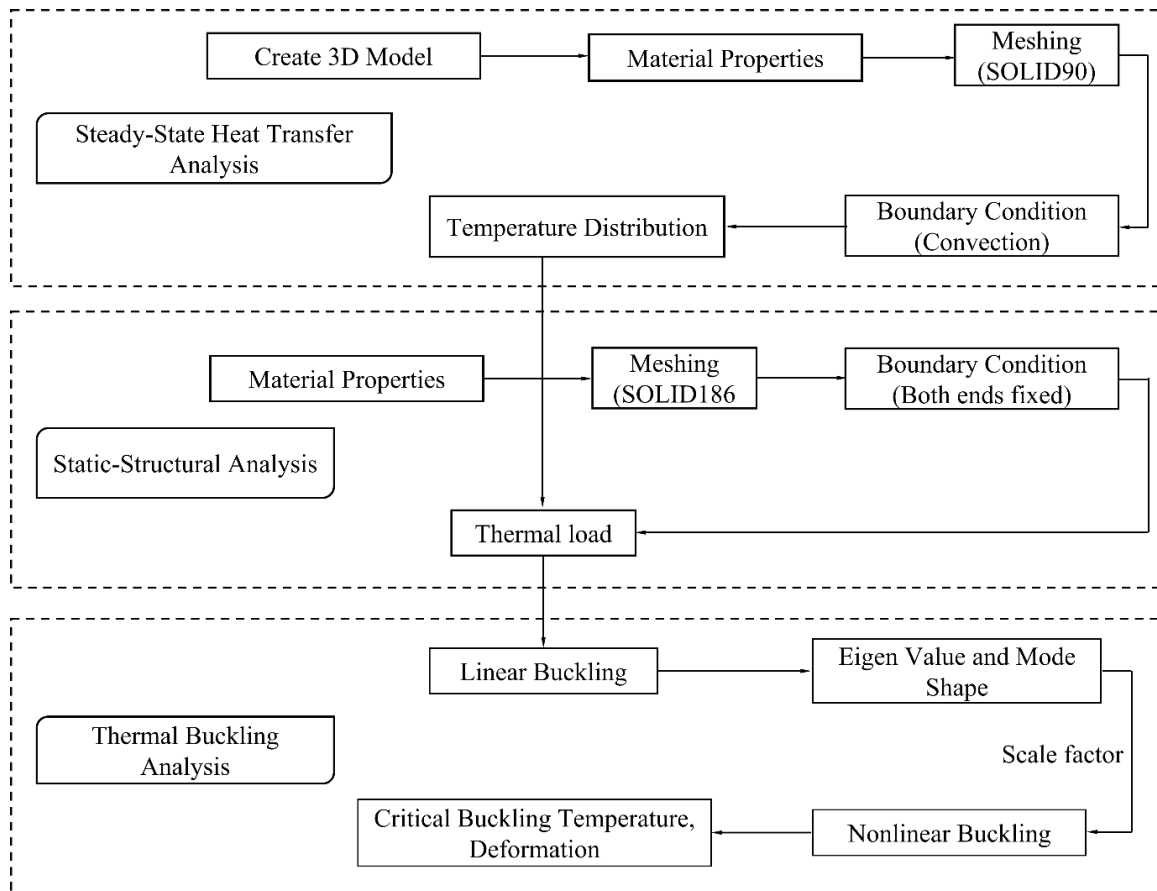 Create 3D Model
Material Properties
Meshing
(SOLID90)
Steady-State Heat Transfer
Analysis
Temperature Distribution
Boundary Condition
(Convection)
Material Properties
Meshing
(SOLID186
Boundary Condition
(Both ends fixed)
Static-Structural Analysis
Thermal load
Linear Buckling
Eigen Value and Mode
Shape
Thermal Buckling
Analysis
Scale factor
Critical Buckling Temperature,
Deformation
Nonlinear Buckling